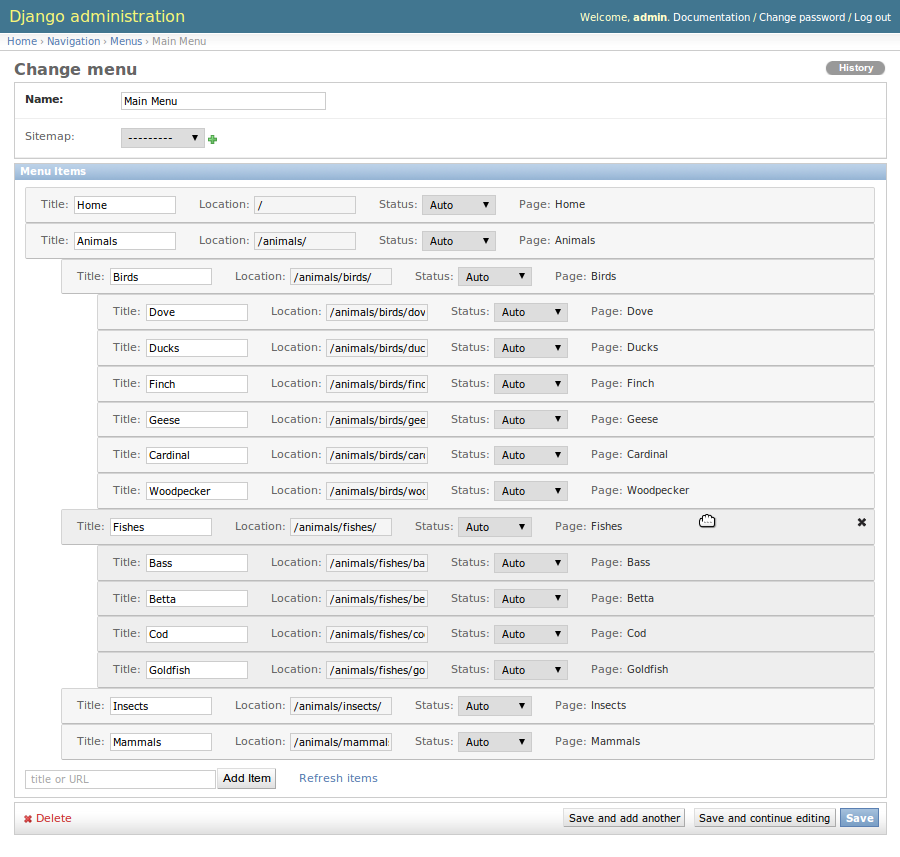 Django administration
Welcome, admin. Documentation / Change password / Log out
Home › Navigation › Menus › Main Menu
Change menu
History
Name: Main Menu
Sitemap: ---------
Menu items
Title: Home Location: / Status: Auto Page: Home
Title: Animals Location: /animals/ Status: Auto Page: Animals
Title: Birds Location: /animals/birds/ Status: Auto Page: Birds
Title: Dove Location: /animals/birds/dov Status: Auto Page: Dove
Title: Ducks Location: /animals/birds/duc Status: Auto Page: Ducks
Title: Finch Location: /animals/birds/finc Status: Auto Page: Finch
Title: Geese Location: /animals/birds/gee Status: Auto Page: Geese
Title: Cardinal Location: /animals/birds/card Status: Auto Page: Cardinal
Title: Woodpecker Location: /animals/birds/woo Status: Auto Page: Woodpecker
Title: Fishes Location: /animals/fishes/ Status: Auto Page: Fishes
Title: Bass Location: /animals/fishes/ba Status: Auto Page: Bass
Title: Betta Location: /animals/fishes/be Status: Auto Page: Betta
Title: Cod Location: /animals/fishes/co Status: Auto Page: Cod
Title: Goldfish Location: /animals/fishes/go Status: Auto Page: Goldfish
Title: Insects Location: /animals/insects/ Status: Auto Page: Insects
Title: Mammals Location: /animals/mammals Status: Auto Page: Mammals
title or URL Add Item Refresh items
Delete Save and add another Save and continue editing Save